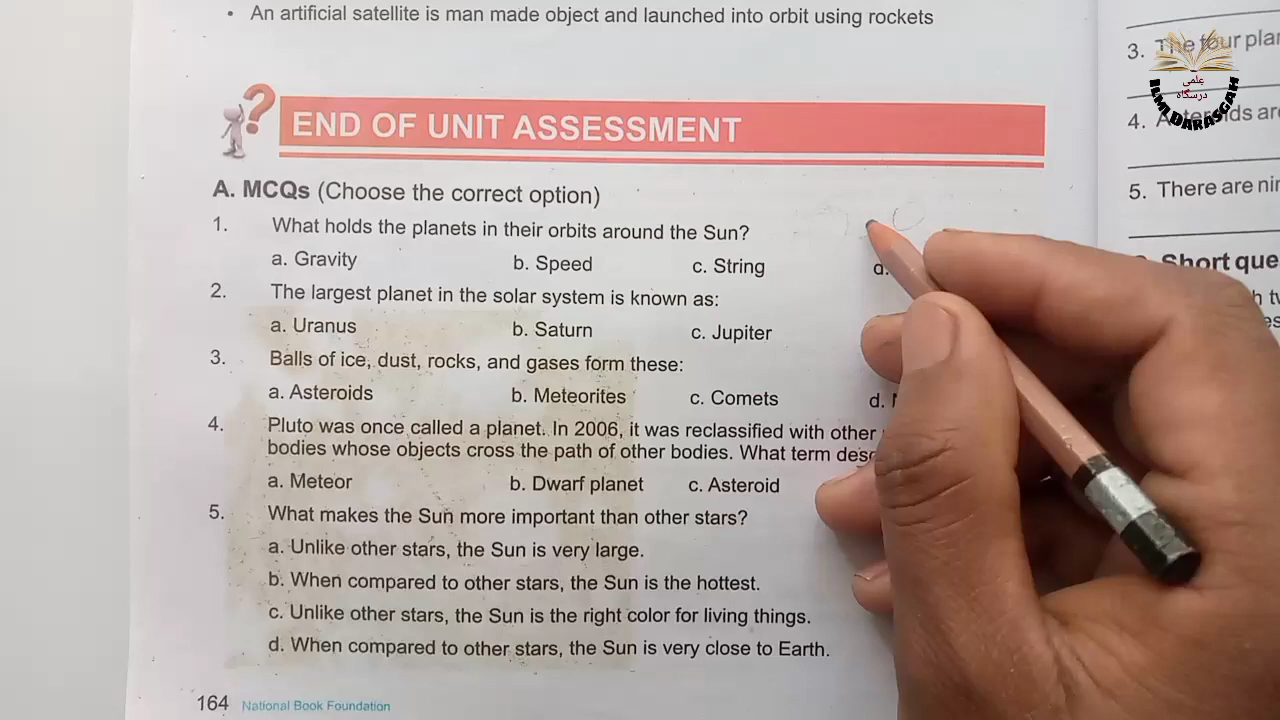 • An artificial satellite is man made object and launched into orbit using rockets
END OF UNIT ASSESSMENT
A. MCQs (Choose the correct option)
1. What holds the planets in their orbits around the Sun?
a. Gravity b. Speed c. String d.
2. The largest planet in the solar system is known as:
a. Uranus b. Saturn c. Jupiter
3. Balls of ice, dust, rocks, and gases form these:
a. Asteroids b. Meteorites c. Comets d.
4. Pluto was once called a planet. In 2006, it was reclassified with other
bodies whose objects cross the path of other bodies. What term
a. Meteor b. Dwarf planet c. Asteroid
5. What makes the Sun more important than other stars?
a. Unlike other stars, the Sun is very large.
b. When compared to other stars, the Sun is the hottest.
c. Unlike other stars, the Sun is the right color for living things.
d. When compared to other stars, the Sun is very close to Earth.
164 National Book Foundation
3. The four
4.
5. There are
Short
علمی
درسگاہ
ILMI DARASGAH